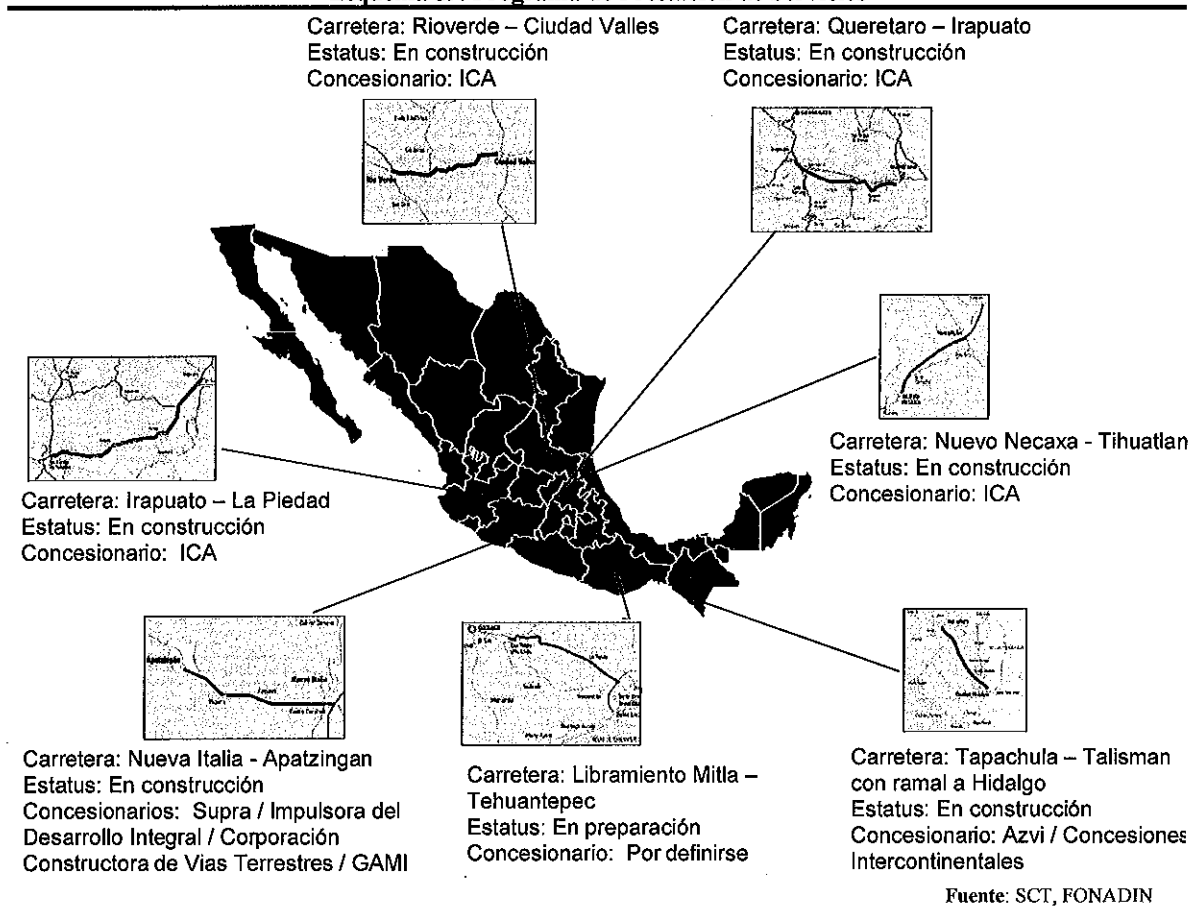 Carretera: Rioverde – Ciudad Valles
Estatus: En construcción
Concesionario: ICA
Carretera: Queretaro – Irapuato
Estatus: En construcción
Concesionario: ICA
Carretera: Nuevo Necaxa - Tihuatlan
Estatus: En construcción
Concesionario: ICA
Carretera: Irapuato – La Piedad
Estatus: En construcción
Concesionario: ICA
Carretera: Nueva Italia - Apatzingan
Estatus: En construcción
Concesionarios: Supra / Impulsora del
Desarrollo Integral / Corporación
Constructora de Vias Terrestres / GAMI
Carretera: Libramiento Mitla –
Tehuantepec
Estatus: En preparación
Concesionario: Por definirse
Carretera: Tapachula – Talisman
con ramal a Hidalgo
Estatus: En construcción
Concesionario: Azvi / Concesiones
Intercontinentales
Fuente: SCT, FONADIN